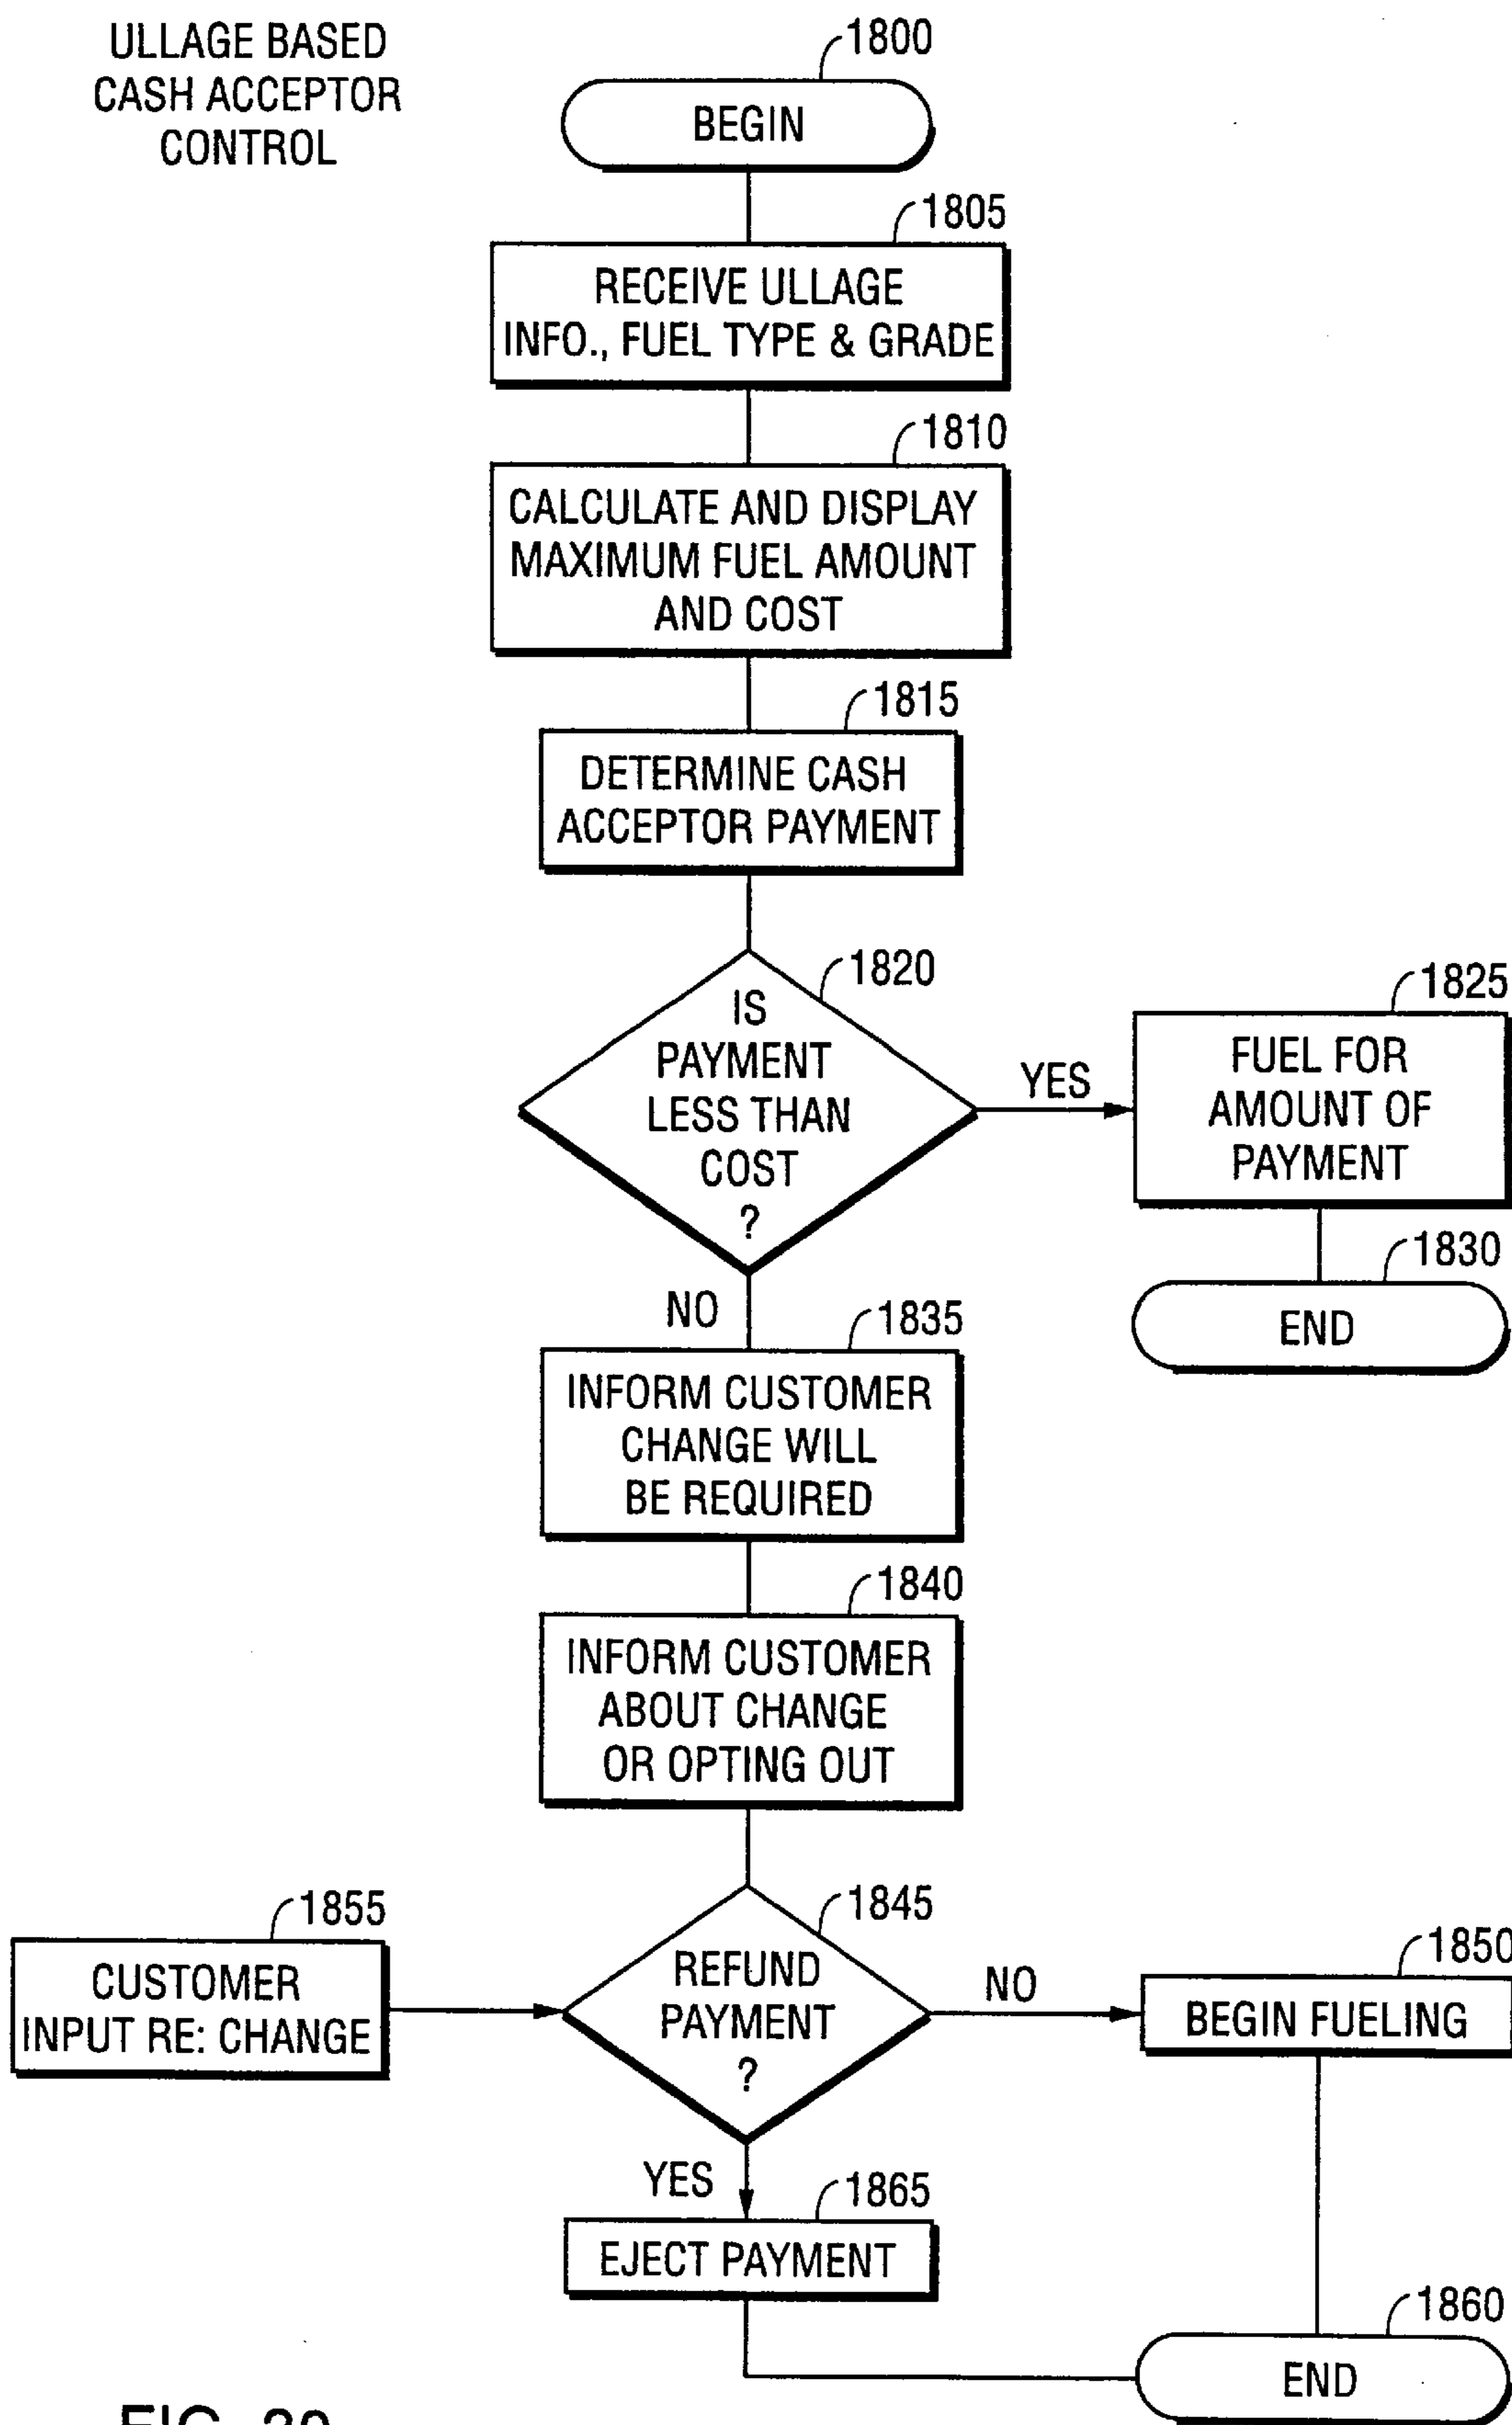 ULLAGE BASED
CASH ACCEPTOR
CONTROL
1800
BEGIN
1805
RECEIVE ULLAGE
INFO., FUEL TYPE & GRADE
1810
CALCULATE AND DISPLAY
MAXIMUM FUEL AMOUNT
AND COST
1815
DETERMINE CASH
ACCEPTOR PAYMENT
1820
IS
PAYMENT
LESS THAN
COST
?
YES
1825
FUEL FOR
AMOUNT OF
PAYMENT
1830
END
NO
1835
INFORM CUSTOMER
CHANGE WILL
BE REQUIRED
1840
INFORM CUSTOMER
ABOUT CHANGE
OR OPTING OUT
1855
CUSTOMER
INPUT RE: CHANGE
1845
REFUND
PAYMENT
?
NO
1850
BEGIN FUELING
YES
1865
EJECT PAYMENT
1860
END
FIG.